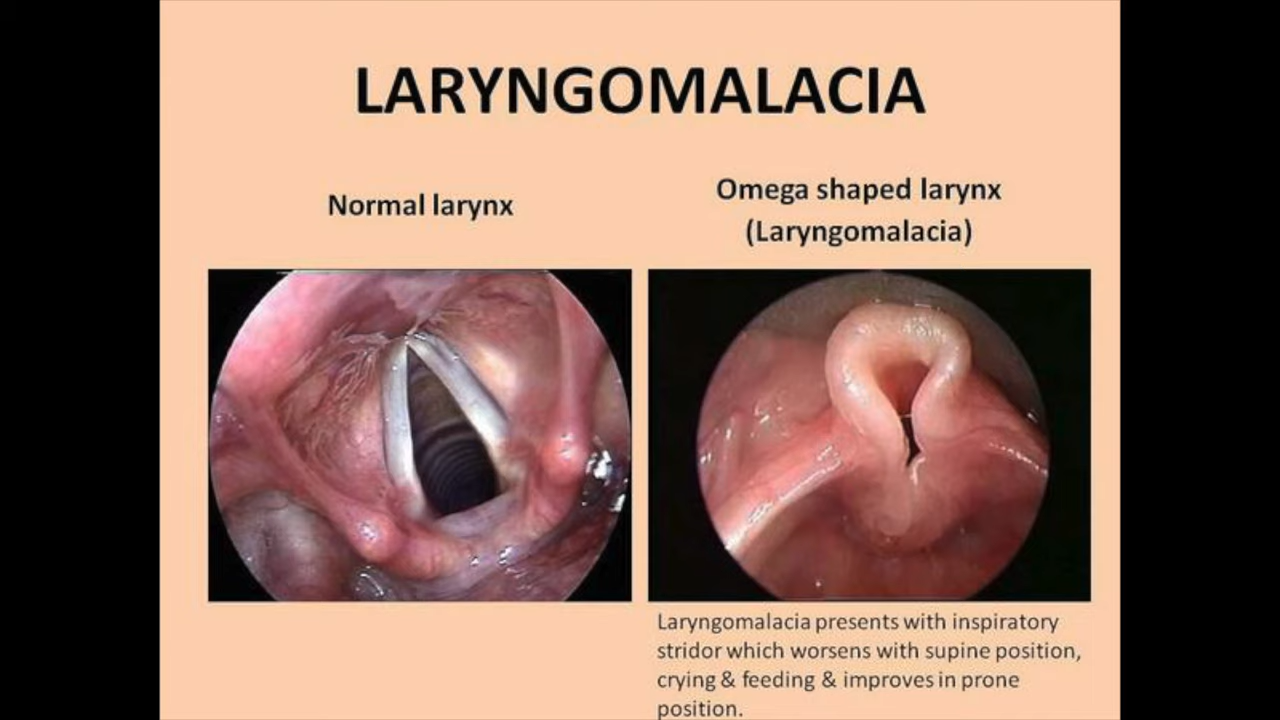 LARYNGOMALACIA
Normal larynx
Omega shaped larynx
(Laryngomalacia)
Laryngomalacia presents with inspiratory
stridor which worsens with supine position,
crying & feeding & improves in prone
position.